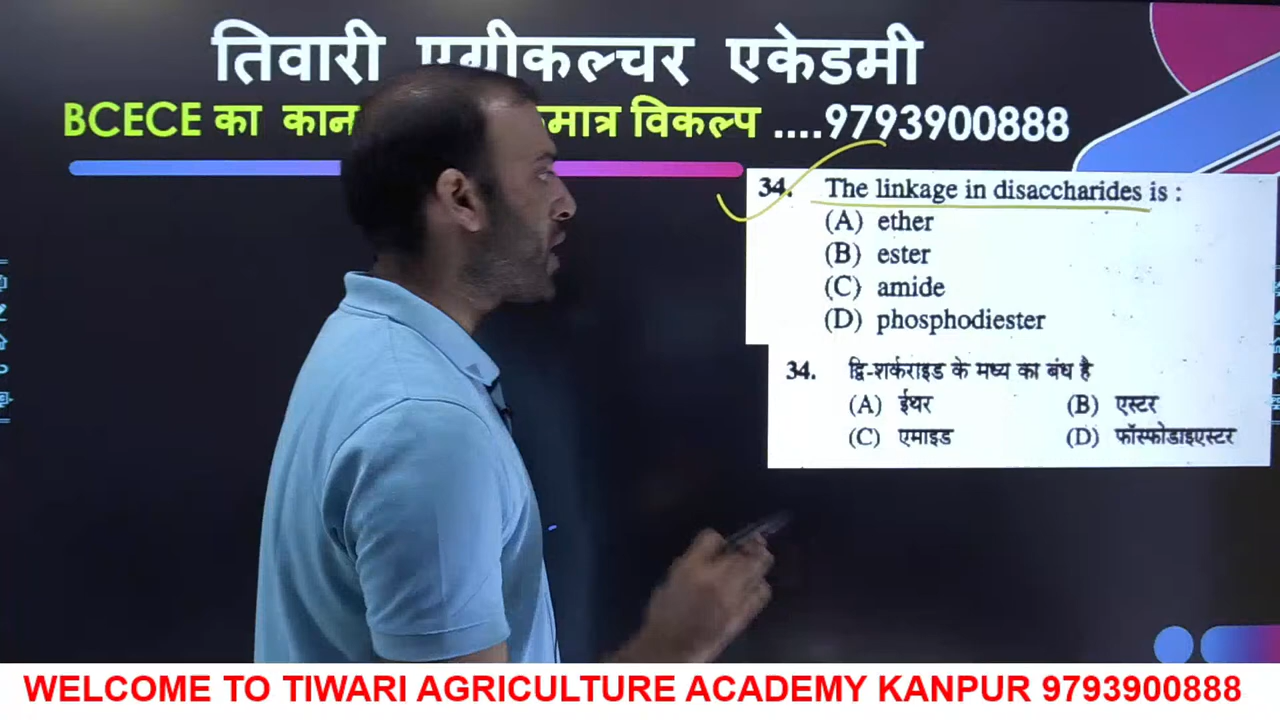 तिवारी एग्रीकल्चर एकेडमी
BCECE का विकल्प ....9793900888
34. The linkage in disaccharides is :
(A) ether
(B) ester
(C) amide
(D) phosphodiester
34. द्वि-शर्कराइड के मध्य का बंध है
(A) ईथर (B) एस्टर
(C) एमाइड (D) फॉस्फोडाइएस्टर
WELCOME TO TIWARI AGRICULTURE ACADEMY KANPUR 9793900888